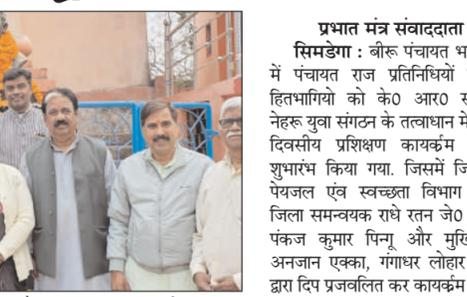 प्रभात मंत्र संवाददाता
सिमडेगा : बीरू पंचायत भ
में पंचायत राज प्रतिनिधियों
हितभागियो को के0 आर0 स
नेहरू युवा संगठन के तत्वाधान मे
दिवसीय प्रशिक्षण कार्यक्रम
शुभारंभ किया गया. जिसमें जि
पेयजल एंव स्वच्छता विभाग
जिला समन्वयक राधे रतन जे0
पंकज कुमार पिन्गू और मुखि
अनजान एक्का, गंगाधर लोहार
द्वारा दिप प्रजवलित कर कार्यक्रम